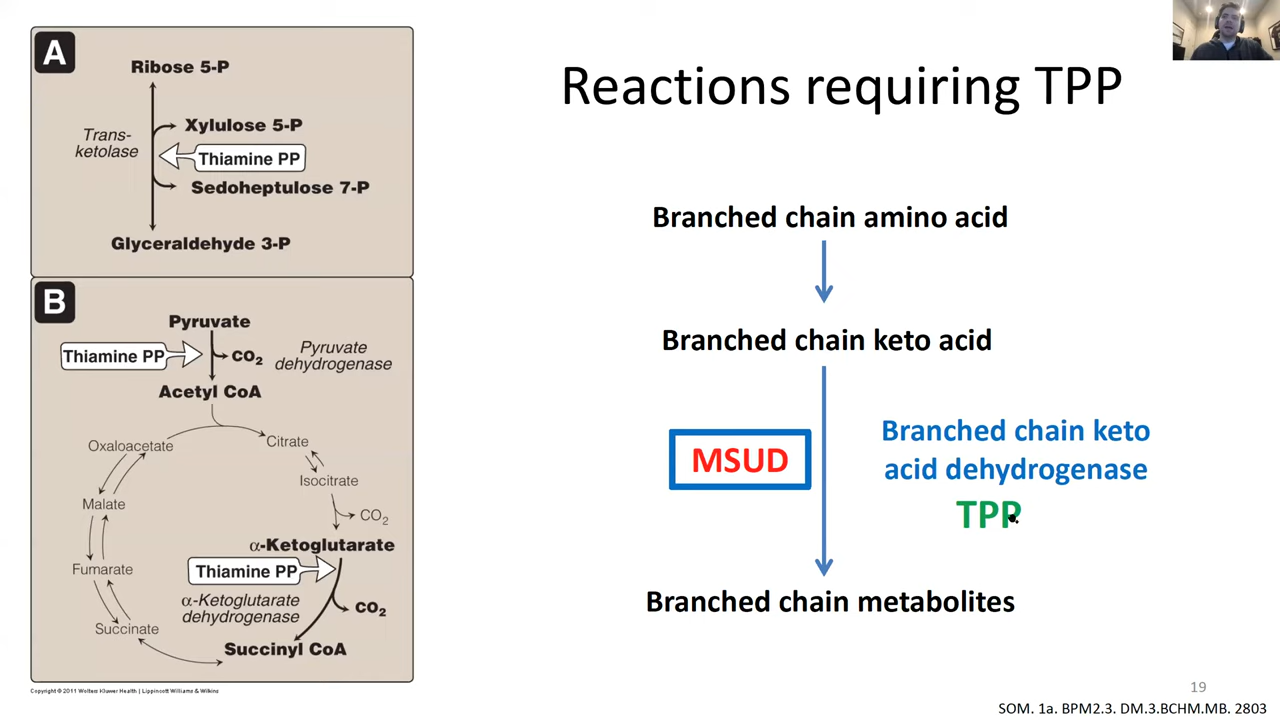 Reactions requiring TPP
A
Ribose 5-P
Trans-
ketolase
Xylulose 5-P
Thiamine PP
Sedoheptulose 7-P
Glyceraldehyde 3-P
B
Pyruvate
Thiamine PP
CO2
Pyruvate
dehydrogenase
Acetyl CoA
Oxaloacetate
Citrate
Isocitrate
Malate
CO2
α-Ketoglutarate
Fumarate
Thiamine PP
α-Ketoglutarate
dehydrogenase
CO2
Succinate
Succinyl CoA
Copyright © 2011 Wolters Kluwer Health | Lippincott Williams & Wilkins
Branched chain amino acid
Branched chain keto acid
MSUD
Branched chain keto
acid dehydrogenase
TPP
Branched chain metabolites
19
SOM. 1a. BPM2.3. DM.3.BCHM.MB. 2803